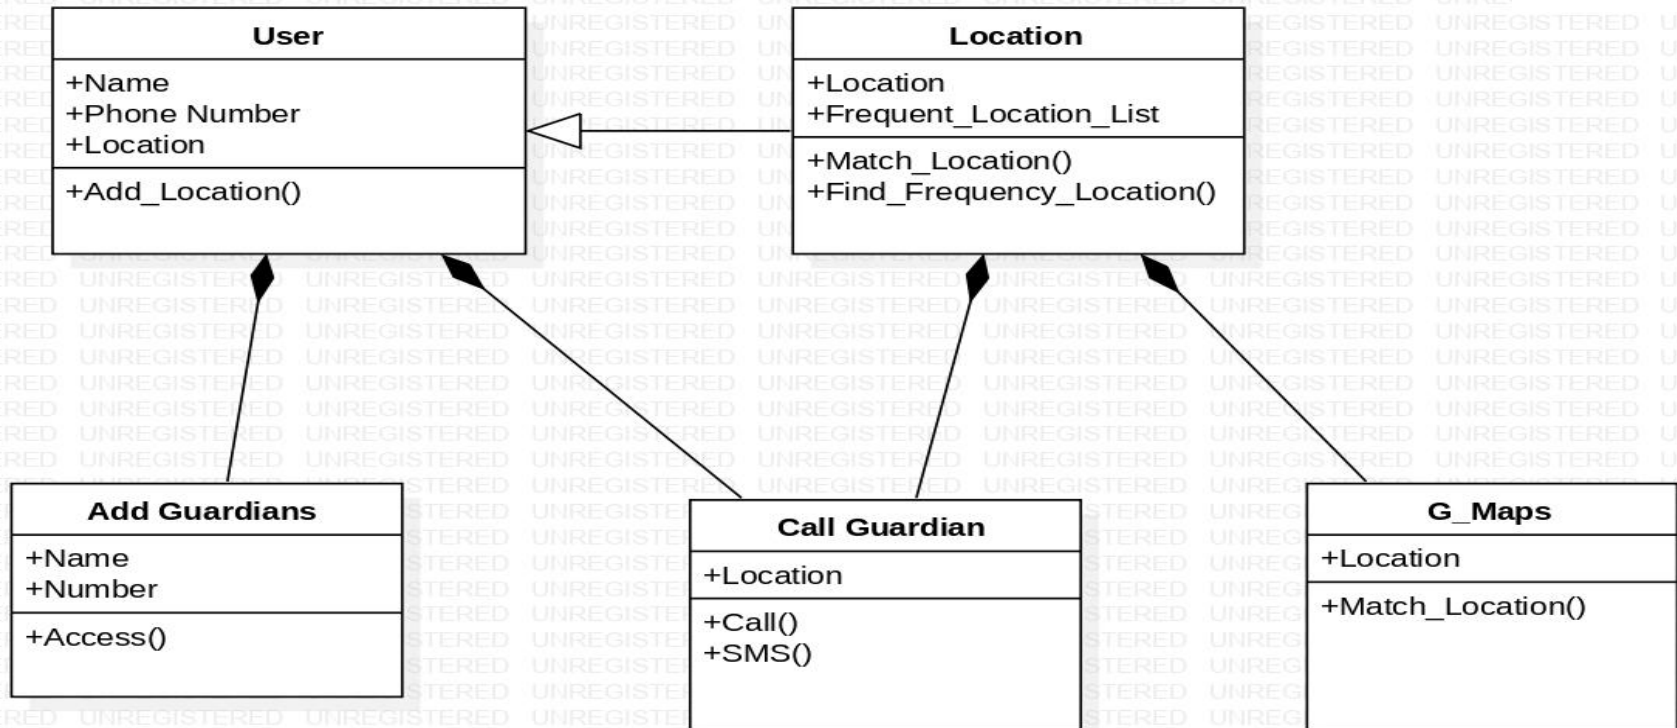 User
+Name
+Phone Number
+Location
+Add_Location()
Location
+Location
+Frequent_Location_List
+Match_Location()
+Find_Frequency_Location()
Add Guardians
+Name
+Number
+Access()
Call Guardian
+Location
+Call()
+SMS()
G_Maps
+Location
+Match_Location()
UNREGISTERED